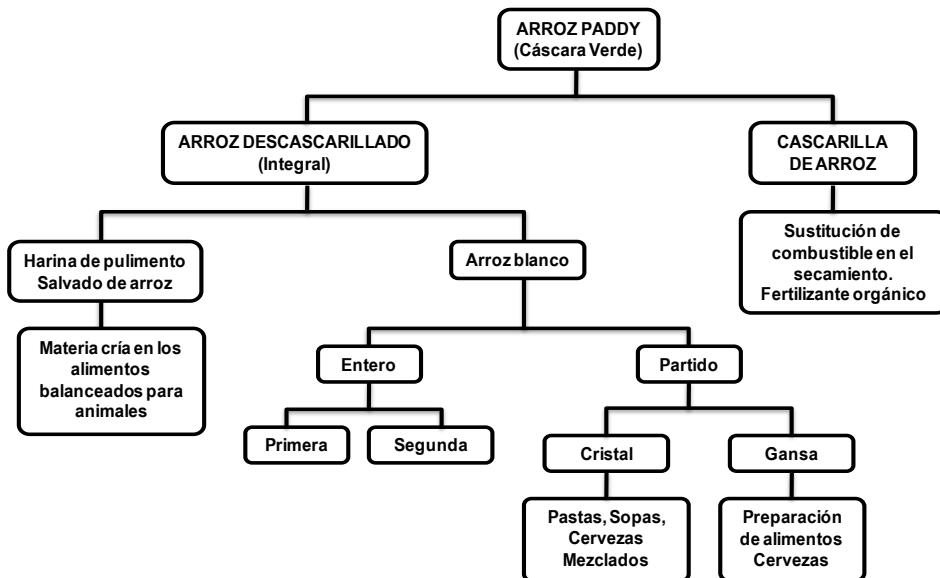 ARROZ PADDY
(Cáscara Verde)
ARROZ DESCASCARILLADO
(Integral)
CASCARILLA
DE ARROZ
Harina de pulimento
Salvado de arroz
Arroz blanco
Sustitución de
combustible en el
secamiento.
Fertilizante orgánico
Materia cría en los
alimentos
balanceados para
animales
Entero
Partido
Primera
Segunda
Cristal
Gansa
Pastas, Sopas,
Cervezas
Mezclados
Preparación
de alimentos
Cervezas